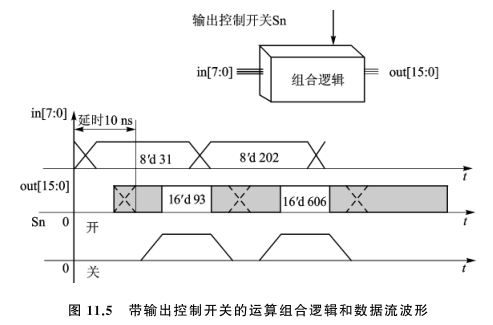 输出控制开关Sn
in[7:0]
组合逻辑
out[15:0]
in[7:0]
延时10 ns
8′d 31
8′d 202
t
out[15:0]
16′d 93
16′d 606
Sn
0
开
t
0
关
t
图 11.5 带输出控制开关的运算组合逻辑和数据流波形